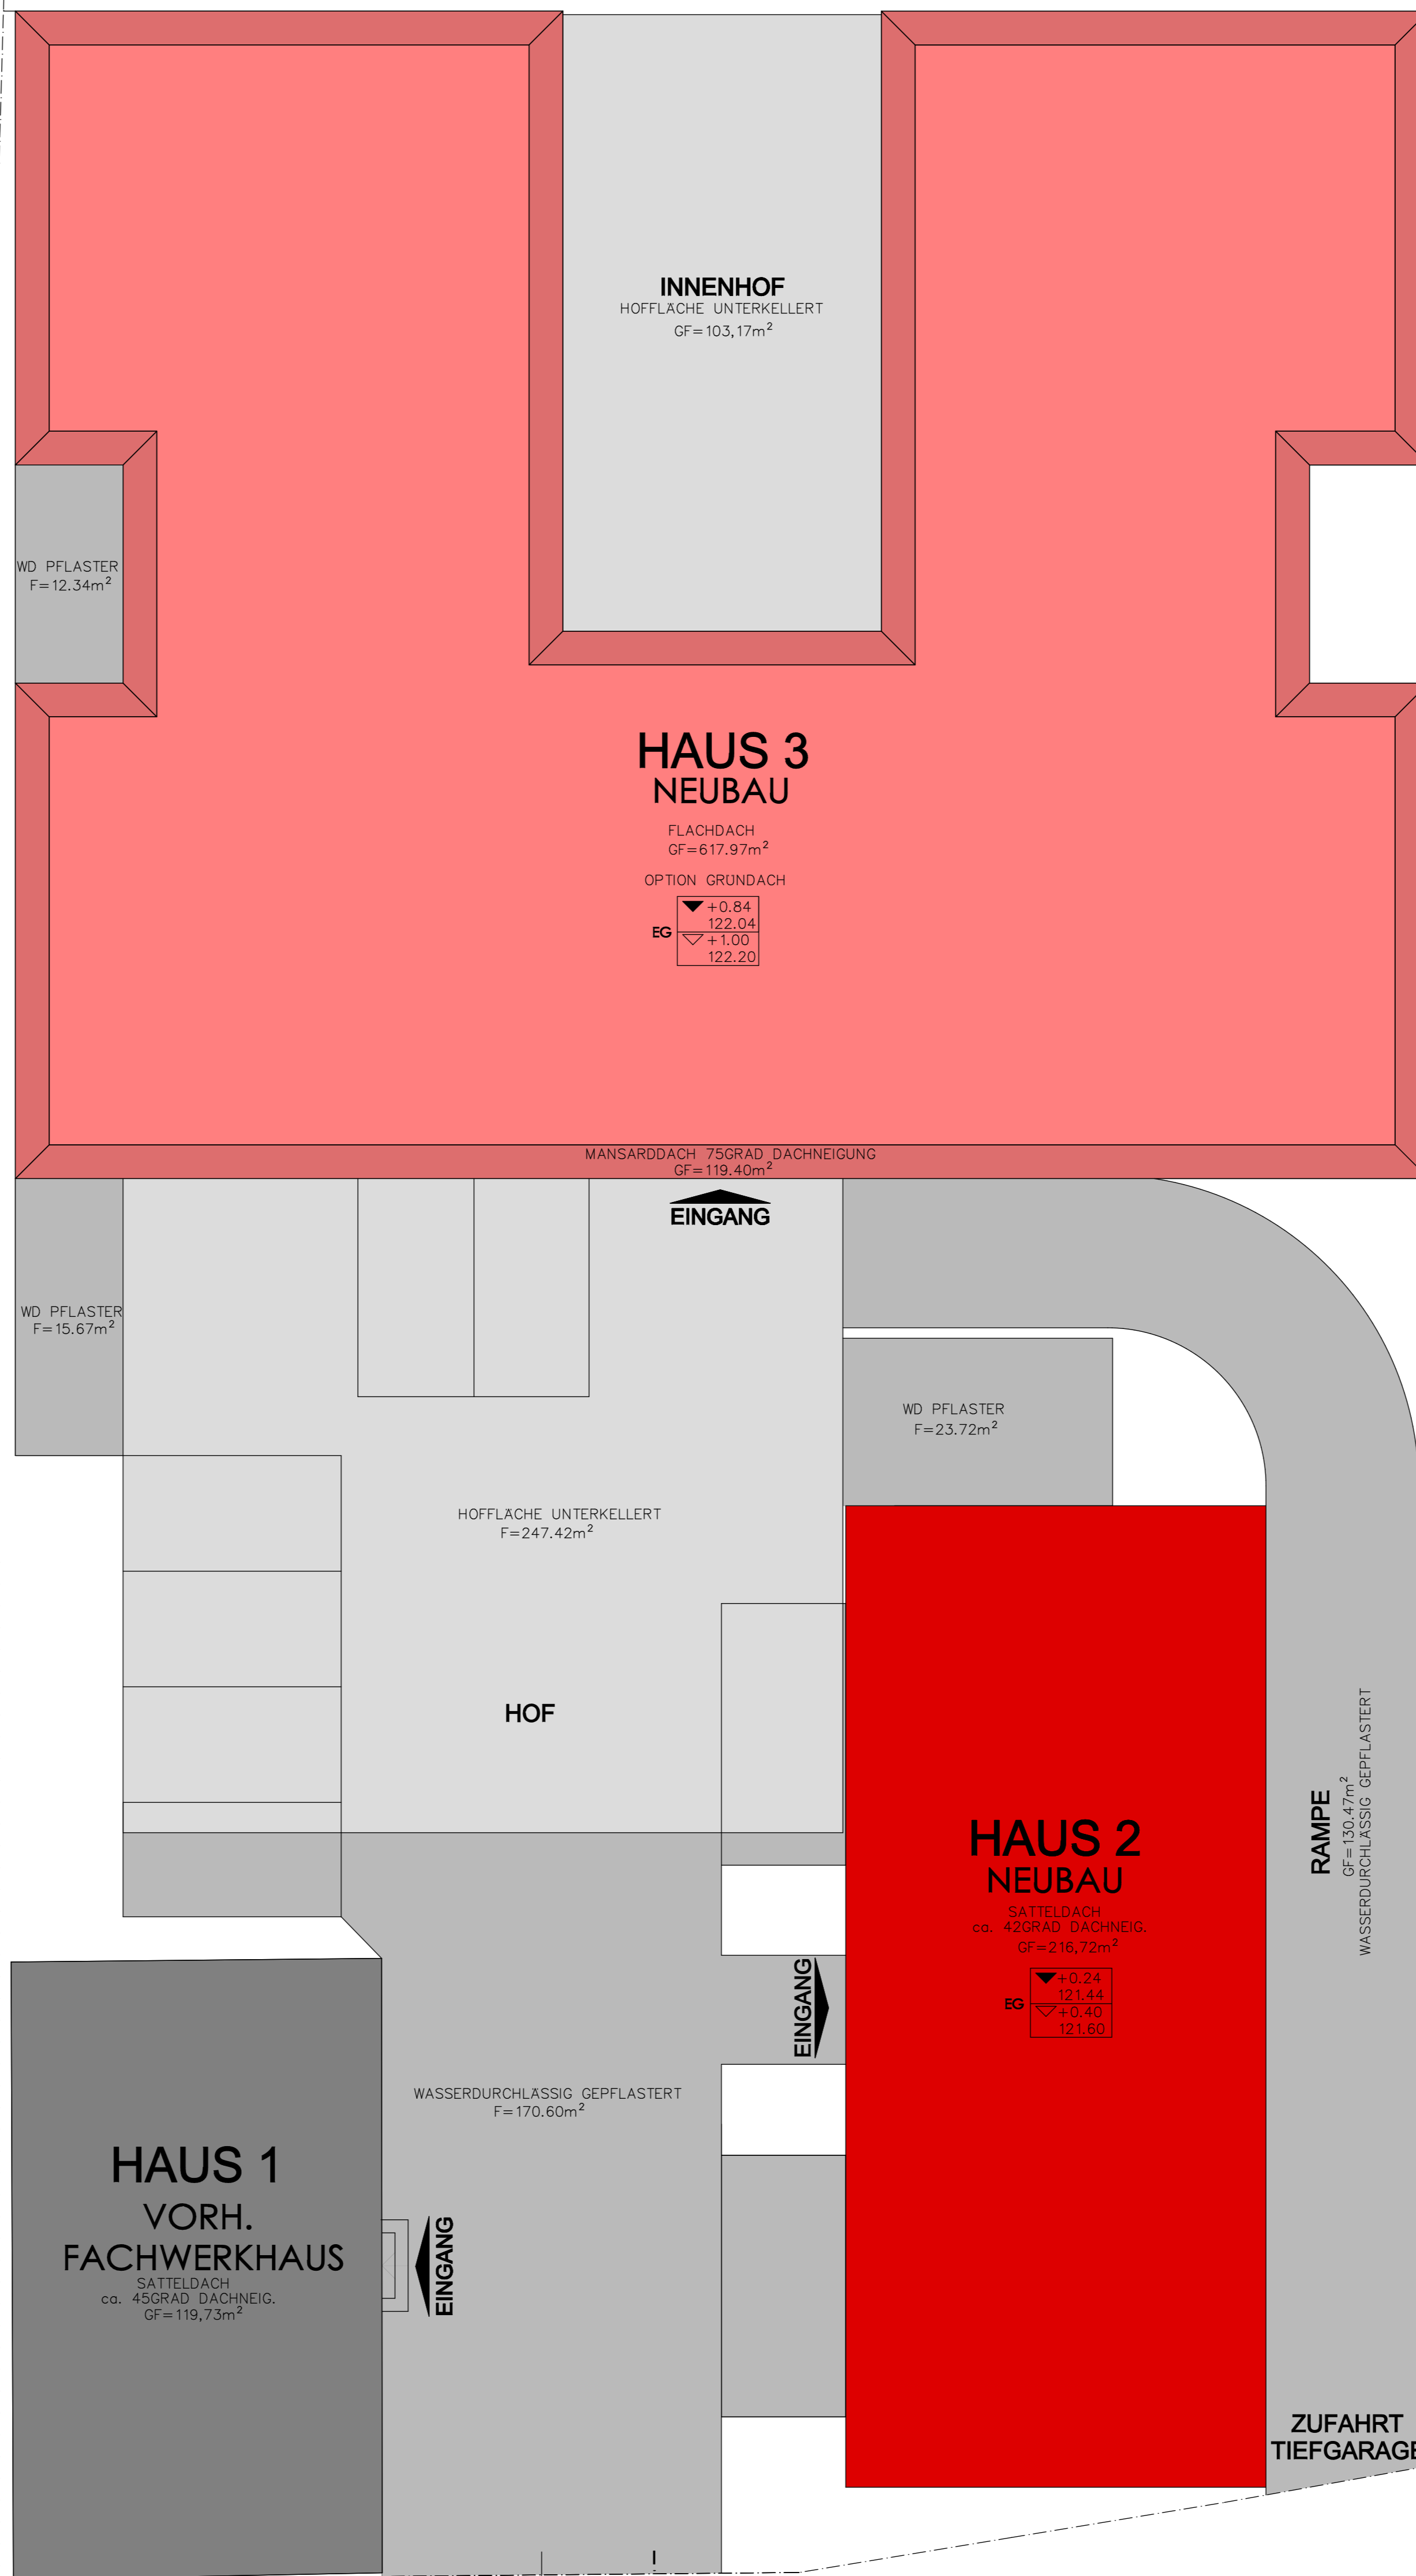 INNENHOF
HOFFLÄCHE UNTERKELLERT
GF=103,17m²
WD PFLASTER
F=12.34m²
HAUS 3
NEUBAU
FLACHDACH
GF=617.97m²
OPTION GRÜNDACH
EG
+0.84
122.04
+1.00
122.20
MANSARDDACH 75GRAD DACHNEIGUNG
GF=119.40m²
EINGANG
WD PFLASTER
F=15.67m²
WD PFLASTER
F=23.72m²
HOFFLÄCHE UNTERKELLERT
F=247.42m²
HOF
HAUS 2
NEUBAU
SATTELDACH
ca. 42GRAD DACHNEIG.
GF=216,72m²
EG
+0.24
121.44
+0.40
121.60
RAMPE
GF=130.47m²
WASSERDURCHLÄSSIG GEPFLASTERT
EINGANG
WASSERDURCHLÄSSIG GEPFLASTERT
F=170.60m²
HAUS 1
VORH.
FACHWERKHAUS
SATTELDACH
ca. 45GRAD DACHNEIG.
GF=119,73m²
EINGANG
ZUFAHRT
TIEFGARAGE